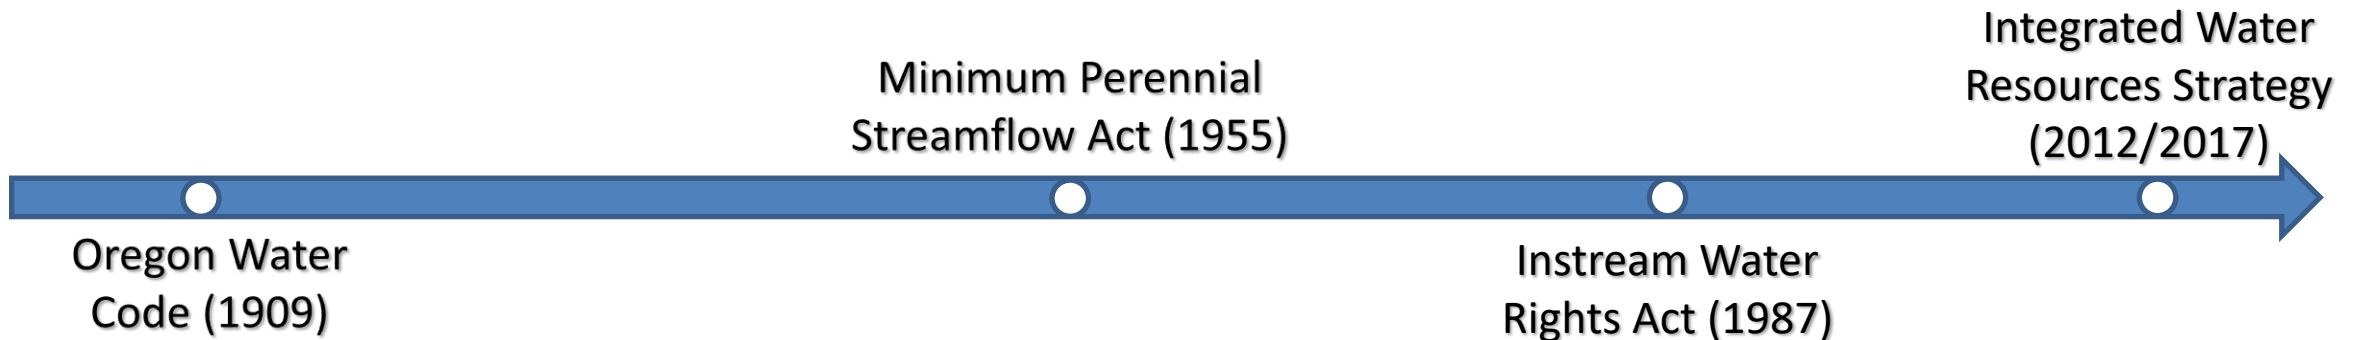 Oregon Water
Code (1909)
Minimum Perennial
Streamflow Act (1955)
Instream Water
Rights Act (1987)
Integrated Water
Resources Strategy
(2012/2017)